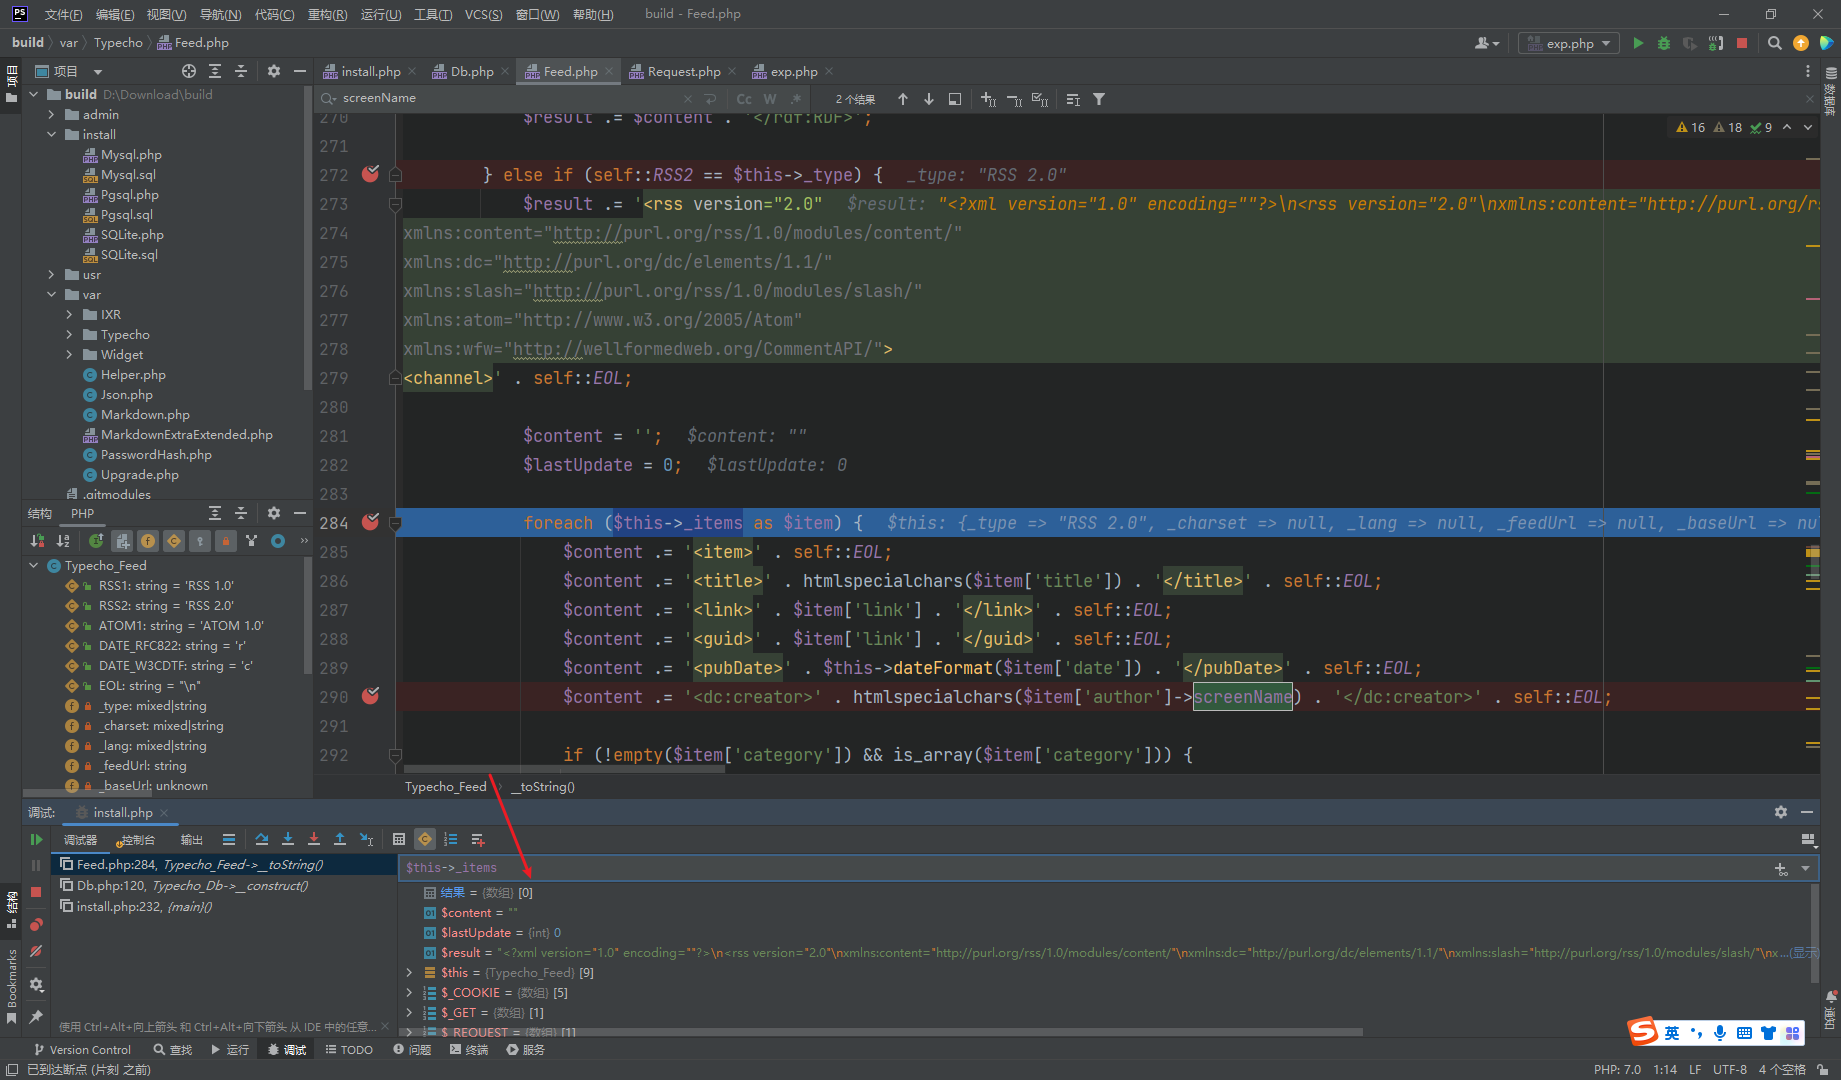 PS 文件(F) 编辑(E) 视图(V) 导航(N) 代码(C) 重构(R) 运行(U) 工具(T) VCS(S) 窗口(W) 帮助(H) build - Feed.php
build var Typecho Feed.php exp.php
项目 项目 install.php Db.php Feed.php Request.php exp.php
build D:\Download\build
screenName Cc W .* 2 个结果
admin
install
Mysql.php
Mysql.sql
Pgsql.php
Pgsql.sql
SQLite.php
SQLite.sql
usr
var
IXR
Typecho
Widget
Helper.php
Json.php
Markdown.php
MarkdownExtraExtended.php
PasswordHash.php
Upgrade.php
.gitmodules
数据库
16 18 9
270 $result .= $content . '</rdf:RDF>';
271
272 } else if (self::RSS2 == $this->_type) { _type: "RSS 2.0"
273 $result .= '<rss version="2.0" $result: "<?xml version="1.0" encoding=""?>\n<rss version="2.0"\nxmlns:content="http://purl.org/rs
274 xmlns:content="http://purl.org/rss/1.0/modules/content/"
275 xmlns:dc="http://purl.org/dc/elements/1.1/"
276 xmlns:slash="http://purl.org/rss/1.0/modules/slash/"
277 xmlns:atom="http://www.w3.org/2005/Atom"
278 xmlns:wfw="http://wellformedweb.org/CommentAPI/">
279 <channel>' . self::EOL;
280
281 $content = ''; $content: ""
282 $lastUpdate = 0; $lastUpdate: 0
283
284 foreach ($this->_items as $item) { $this: {_type => "RSS 2.0", _charset => null, _lang => null, _feedUrl => null, _baseUrl => nu
285 $content .= '<item>' . self::EOL;
286 $content .= '<title>' . htmlspecialchars($item['title']) . '</title>' . self::EOL;
287 $content .= '<link>' . $item['link'] . '</link>' . self::EOL;
288 $content .= '<guid>' . $item['link'] . '</guid>' . self::EOL;
289 $content .= '<pubDate>' . $this->dateFormat($item['date']) . '</pubDate>' . self::EOL;
290 $content .= '<dc:creator>' . htmlspecialchars($item['author']->screenName) . '</dc:creator>' . self::EOL;
291
292 if (!empty($item['category']) && is_array($item['category'])) {
Typecho_Feed __toString()
结构 PHP
Typecho_Feed
RSS1: string = 'RSS 1.0'
RSS2: string = 'RSS 2.0'
ATOM1: string = 'ATOM 1.0'
DATE_RFC822: string = 'r'
DATE_W3CDTF: string = 'c'
EOL: string = "\n"
_type: mixed|string
_charset: mixed|string
_lang: mixed|string
_feedUrl: string
_baseUrl: unknown
调试: install.php
调试器 控制台 输出
Feed.php:284, Typecho_Feed->__toString()
Db.php:120, Typecho_Db->__construct()
install.php:232, {main}()
使用 Ctrl+Alt+向上箭头 和 Ctrl+Alt+向下箭头 从 IDE 中的任意...
$this->_items
结果 = {数组} [0]
$content = ""
$lastUpdate = {int} 0
$result = "<?xml version="1.0" encoding=""?>\n<rss version="2.0"\nxmlns:content="http://purl.org/rss/1.0/modules/content/"\nxmlns:dc="http://purl.org/dc/elements/1.1/"\nxmlns:slash="http://purl.org/rss/1.0/modules/slash/"\nx ...(显示
$this = {Typecho_Feed} [9]
$_COOKIE = {数组} [5]
$_GET = {数组} [1]
$_REQUEST = {数组} [1]
结构
Bookmarks
通知
S 英
Version Control 查找 运行 调试 TODO 问题 终端 服务
已到达断点 (片刻 之前) PHP: 7.0 1:14 LF UTF-8 4 个空格